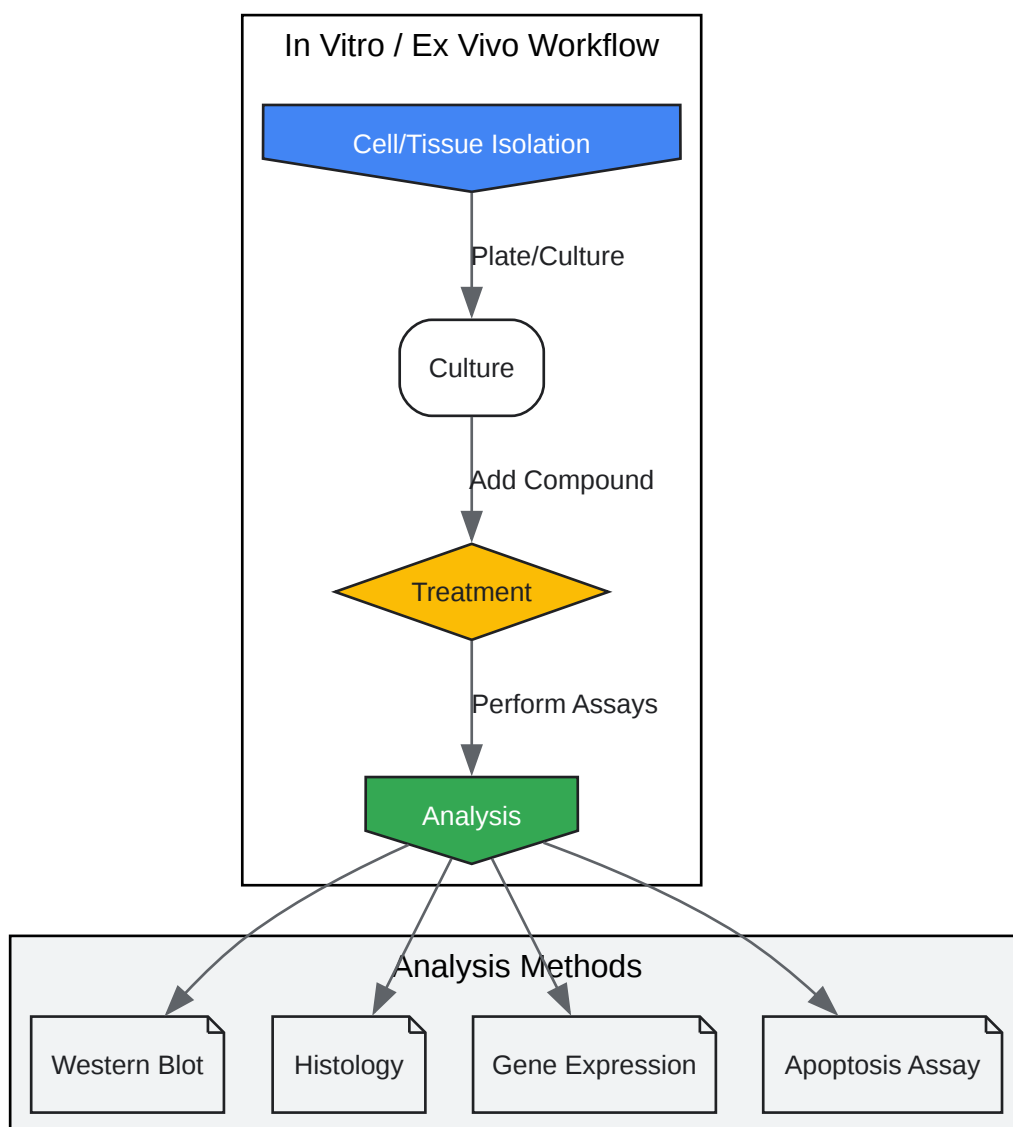 In Vitro / Ex Vivo Workflow
Cell/Tissue Isolation
Plate/Culture
Culture
Add Compound
Treatment
Perform Assays
Analysis
Analysis Methods
Western Blot
Histology
Gene Expression
Apoptosis Assay